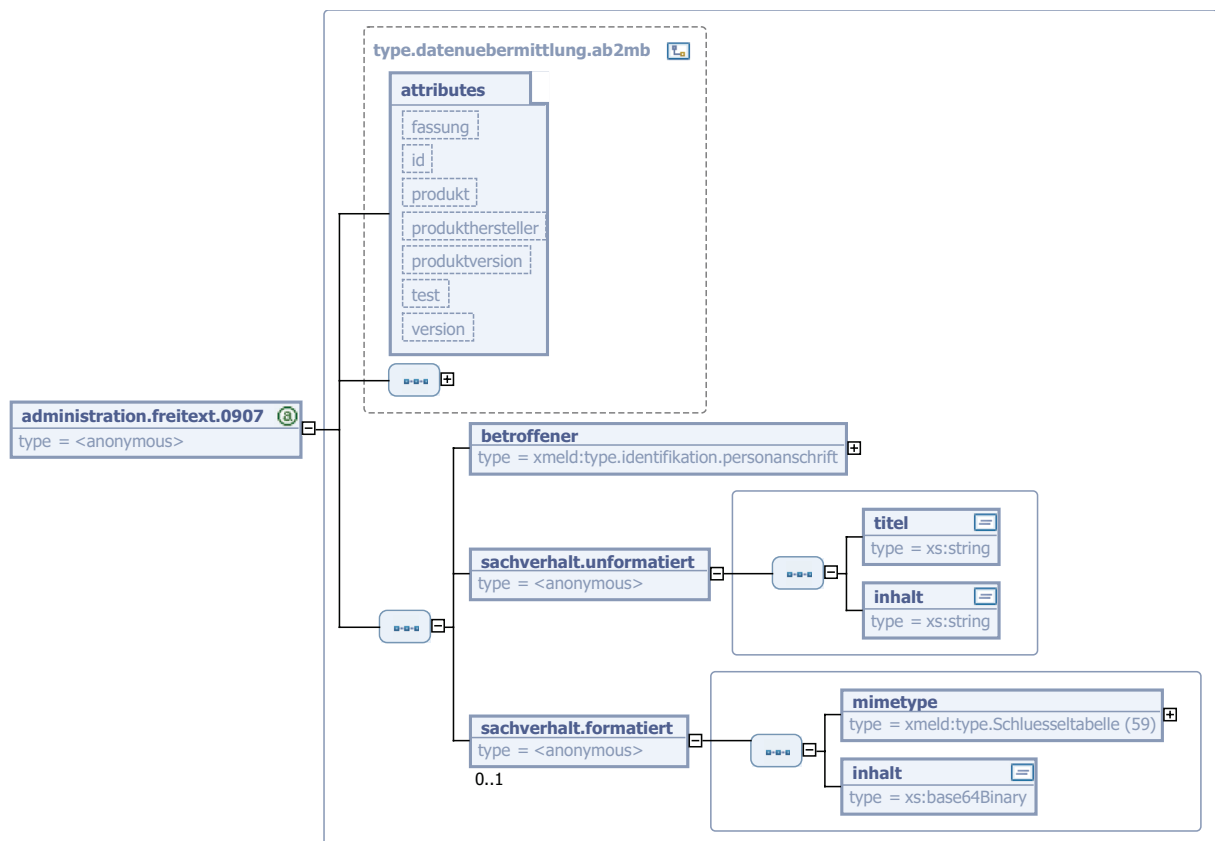 type.datenuebermittlung.ab2mb
attributes
fassung
id
produkt
produkthersteller
produktversion
test
version
administration.freitext.0907
type = <anonymous>
betroffener
type = xmeld:type.identifikation.personanschrift
sachverhalt.unformatiert
type = <anonymous>
titel
type = xs:string
inhalt
type = xs:string
sachverhalt.formatiert
type = <anonymous>
0..1
mimetype
type = xmeld:type.Schluesseltabelle (59)
inhalt
type = xs:base64Binary